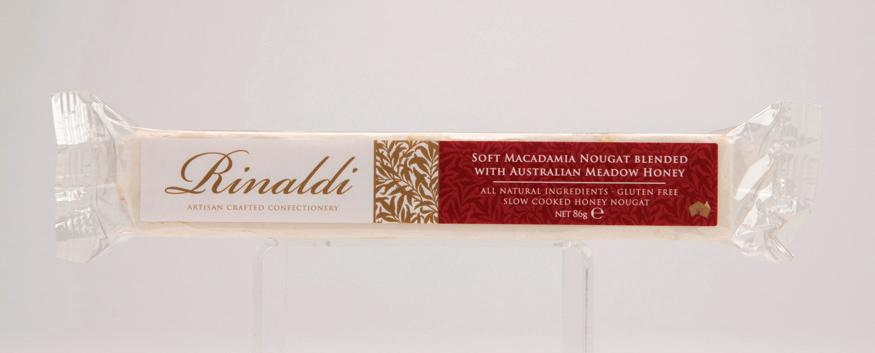 Rinaldi
ARTISAN CRAFTED CONFECTIONERY
SOFT MACADAMIA NOUGAT BLENDED
WITH AUSTRALIAN MEADOW HONEY
ALL NATURAL INGREDIENTS · GLUTEN FREE
SLOW COOKED HONEY NOUGAT
NET 86g ℮